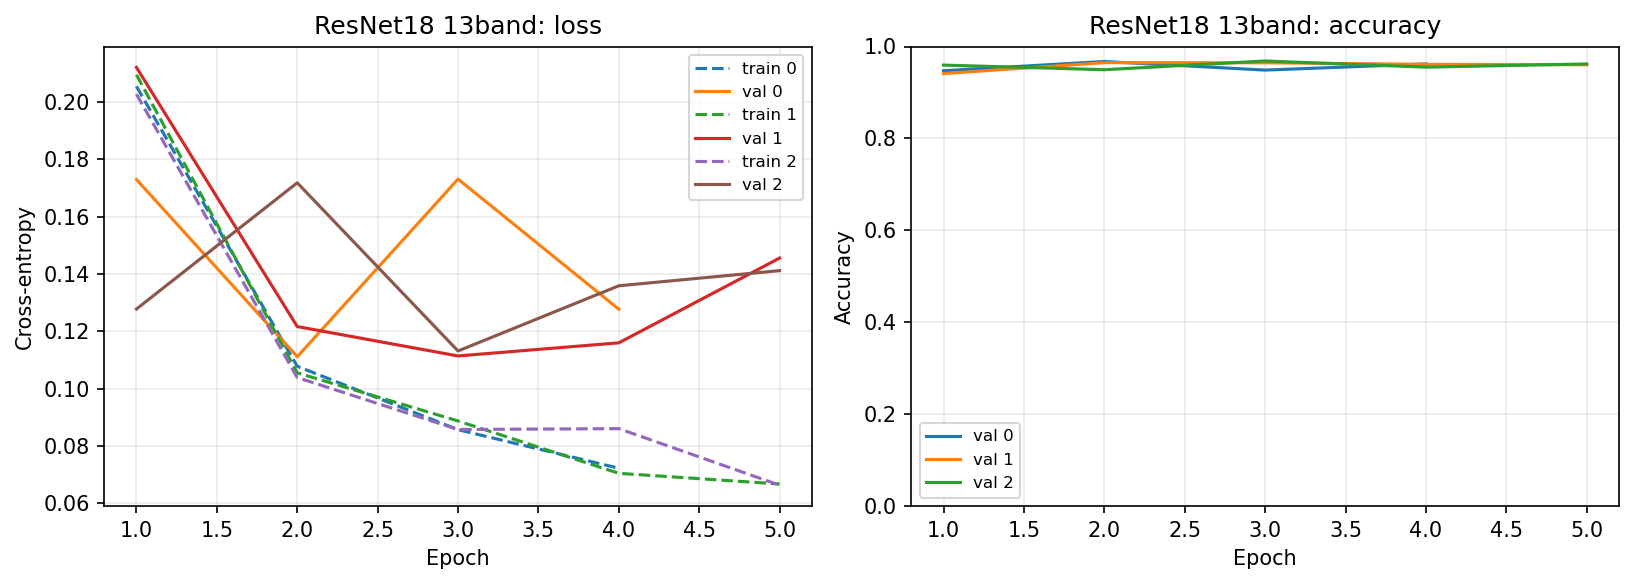 ResNet18 13band: loss
train 0
val 0
train 1
val 1
train 2
val 2
0.20
0.18
0.16
0.14
0.12
0.10
0.08
0.06
Cross-entropy
1.0 1.5 2.0 2.5 3.0 3.5 4.0 4.5 5.0
Epoch
ResNet18 13band: accuracy
1.0
0.8
0.6
0.4
0.2
0.0
Accuracy
val 0
val 1
val 2
1.0 1.5 2.0 2.5 3.0 3.5 4.0 4.5 5.0
Epoch